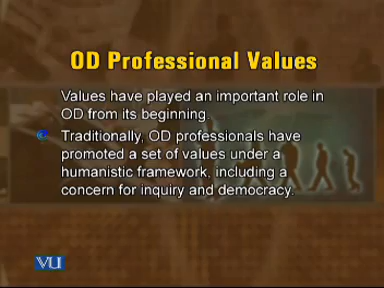 OD Professional Values
Values have played an important role in
OD from its beginning.
Traditionally, OD professionals have
promoted a set of values under a
humanistic framework, including a
concern for inquiry and democracy.
VU